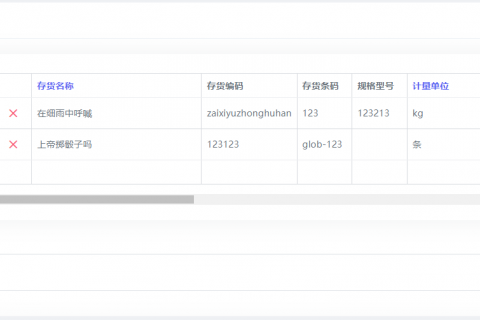 存货名称 存货编码 存货条码 规格型号 计量单位
在烟雨中呼喊 zaixiyuzhonghuhan 123 123213 kg
上帝掷骰子吗 123123 glob-123 条